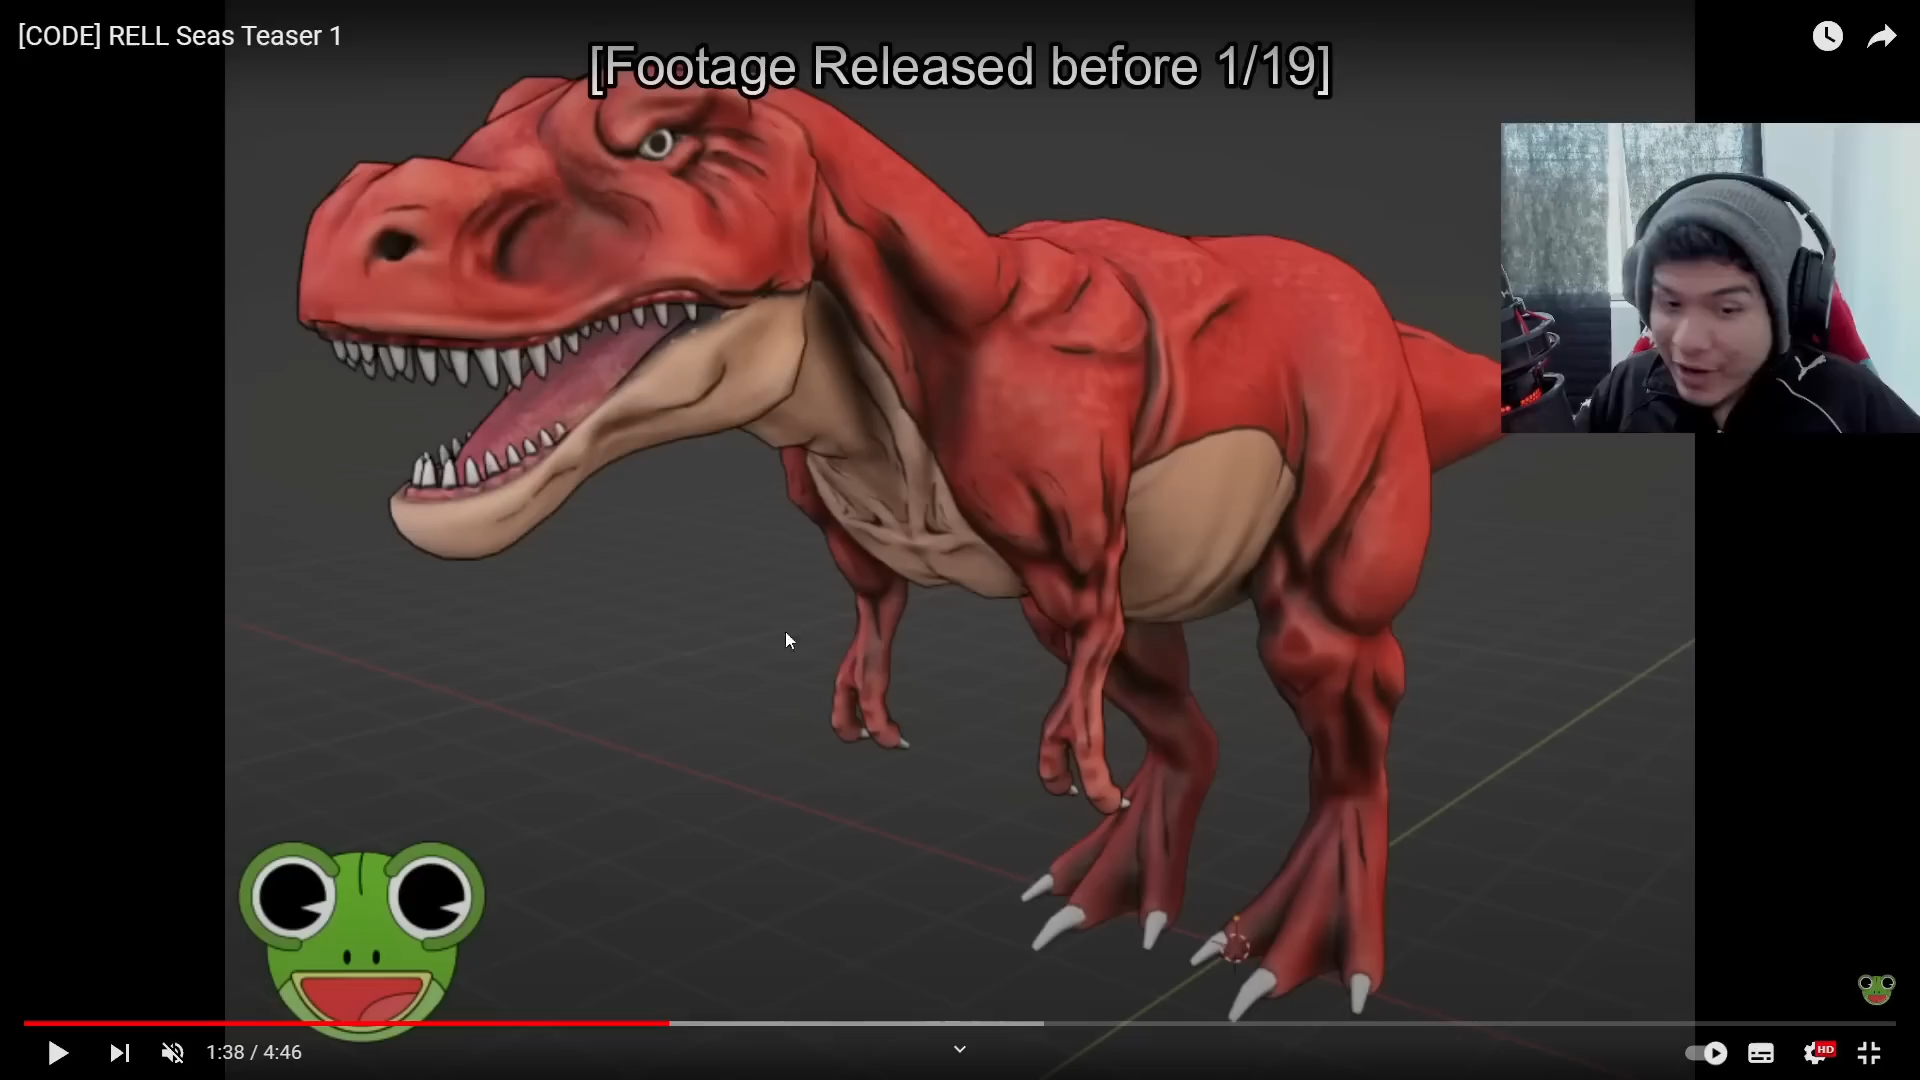 [CODE] RELL Seas Teaser 1
[Footage Released before 1/19]
1:38 / 4:46
HD